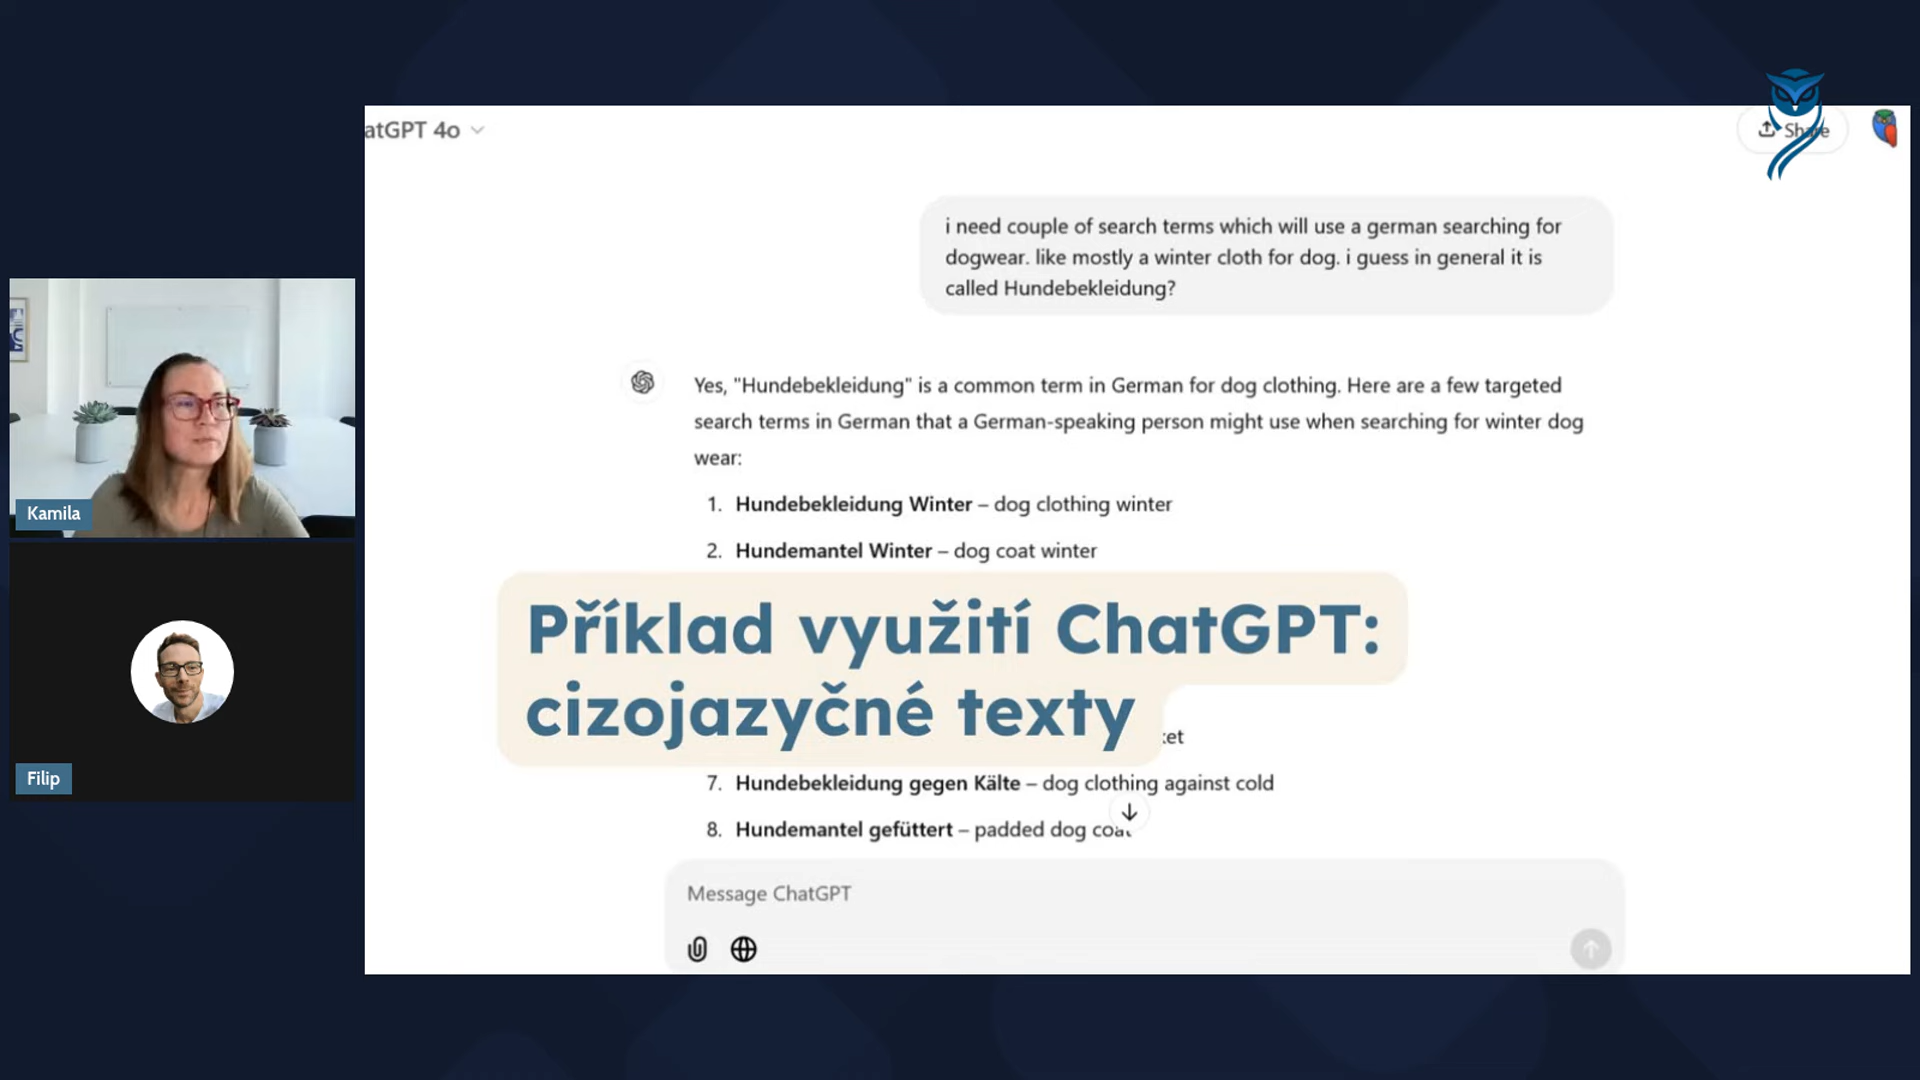 atGPT 4o
Share
i need couple of search terms which will use a german searching for
dogwear. like mostly a winter cloth for dog. i guess in general it is
called Hundebekleidung?
Yes, "Hundebekleidung" is a common term in German for dog clothing. Here are a few targeted
search terms in German that a German-speaking person might use when searching for winter dog
wear:
1. Hundebekleidung Winter – dog clothing winter
2. Hundemantel Winter – dog coat winter
Příklad využití ChatGPT:
cizojazyčné texty
ket
7. Hundebekleidung gegen Kälte – dog clothing against cold
8. Hundemantel gefüttert – padded dog coat
Message ChatGPT
Kamila
Filip